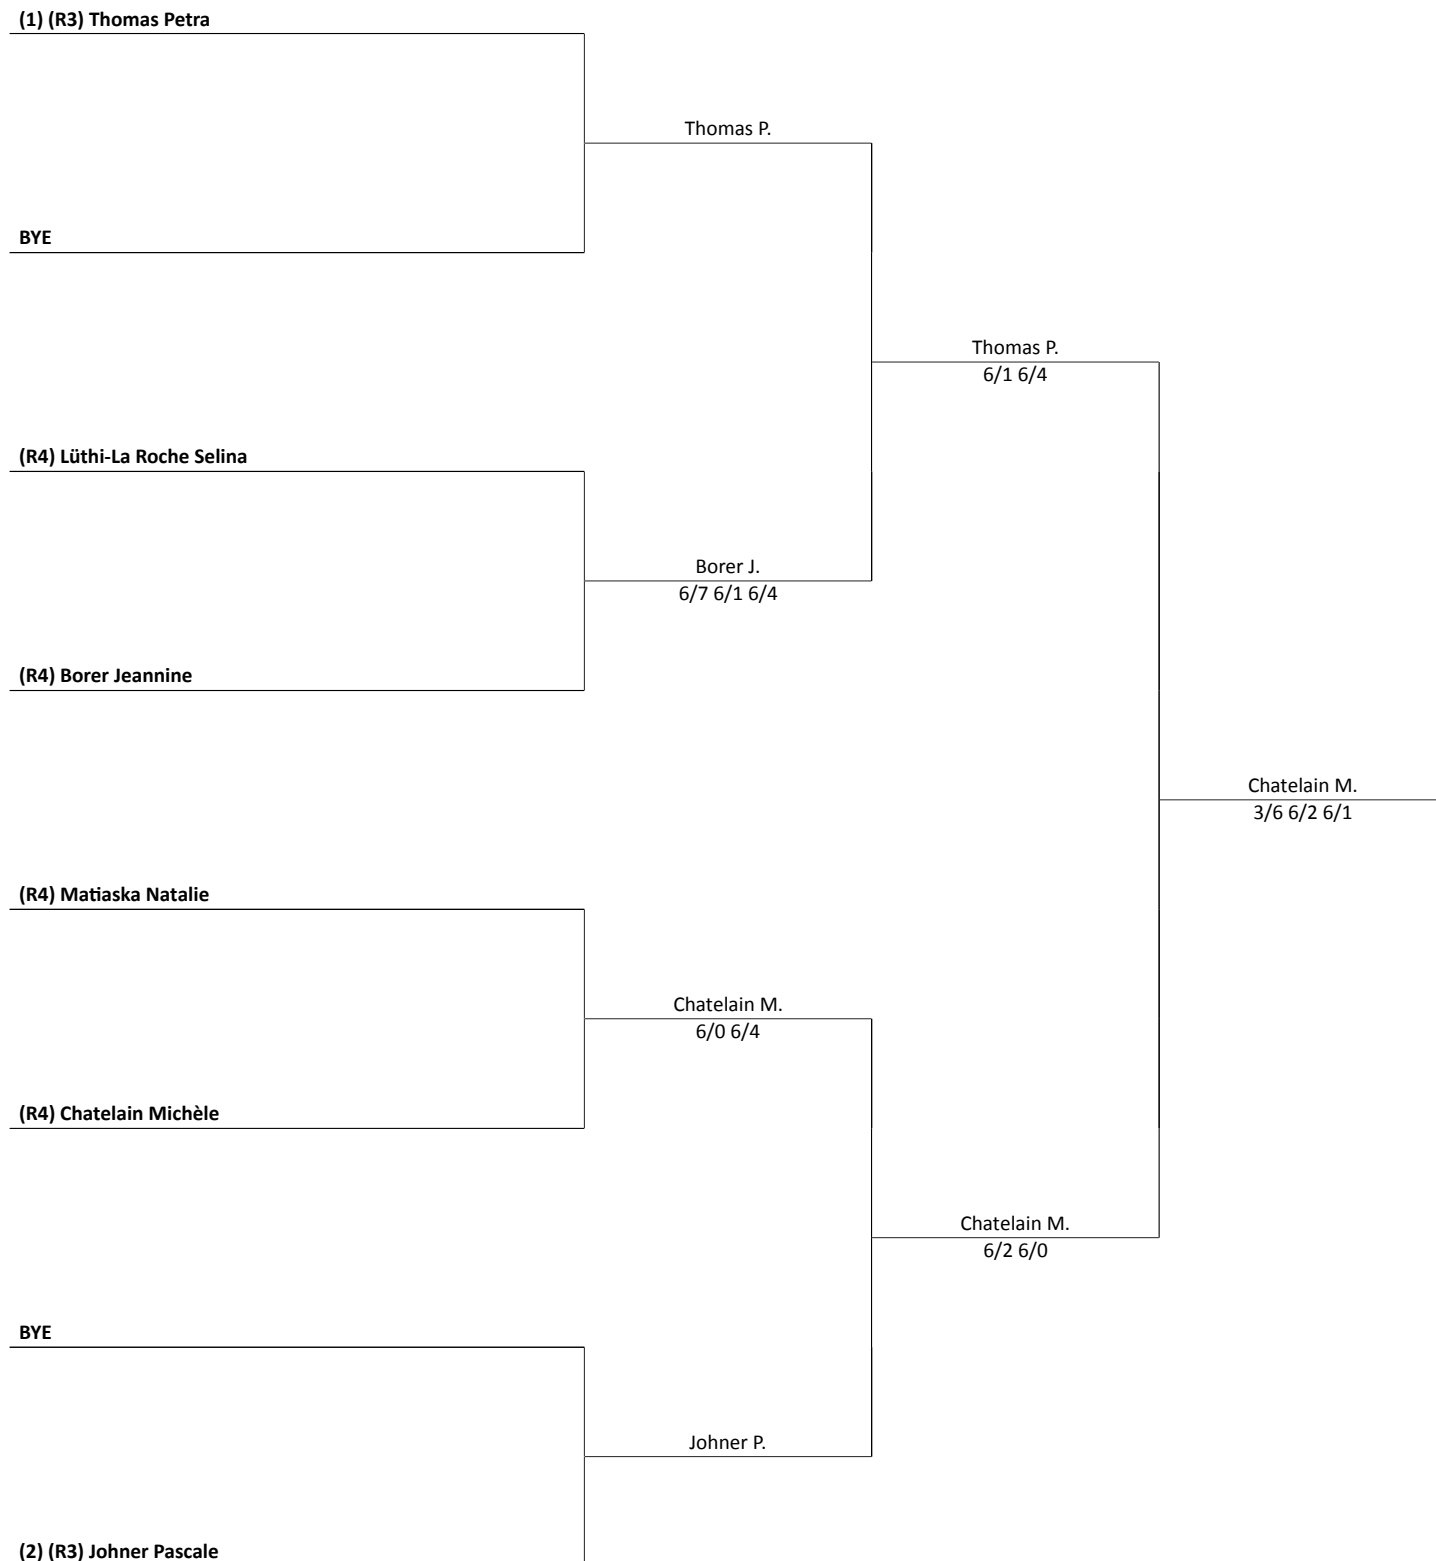 (1) (R3) Thomas Petra
Thomas P.
BYE
Thomas P.
6/1 6/4
(R4) Lüthi-La Roche Selina
Borer J.
6/7 6/1 6/4
(R4) Borer Jeannine
Chatelain M.
3/6 6/2 6/1
(R4) Matiaska Natalie
Chatelain M.
6/0 6/4
(R4) Chatelain Michèle
Chatelain M.
6/2 6/0
BYE
Johner P.
(2) (R3) Johner Pascale